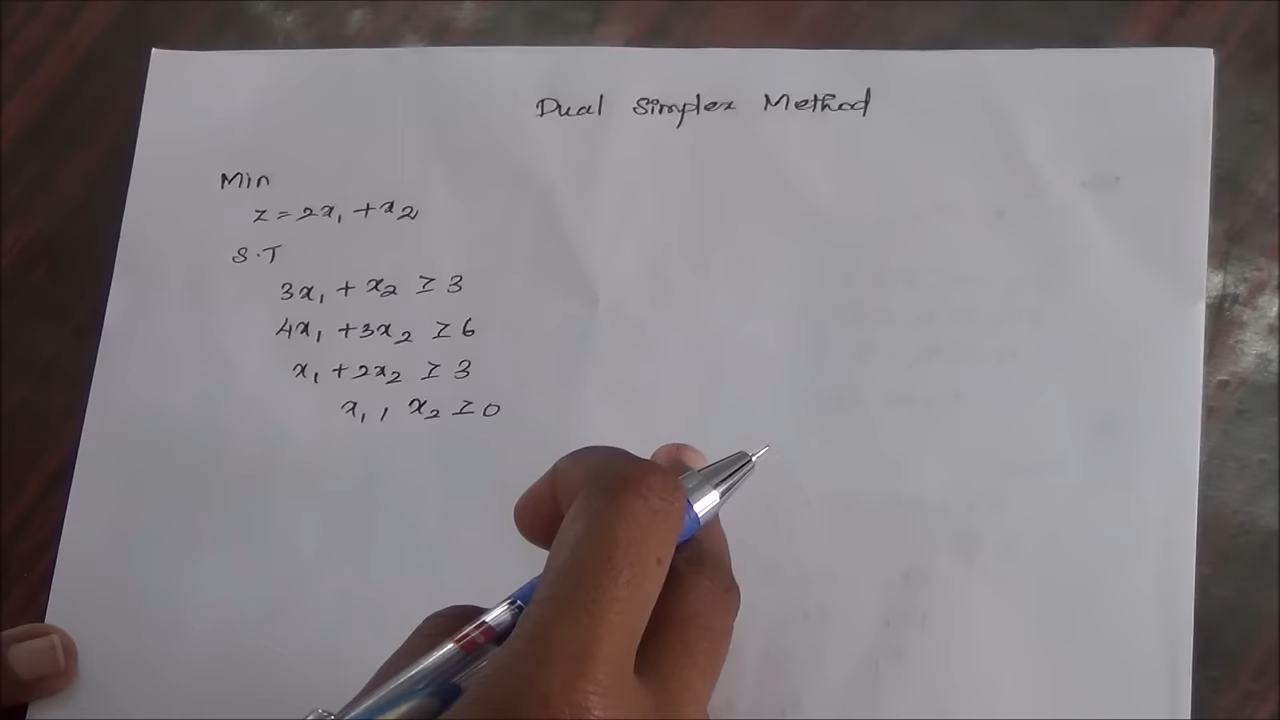 Dual Simplex Method
Min
z = 2x₁ + x₂
S.T
3x₁ + x₂ ≥ 3
4x₁ + 3x₂ ≥ 6
x₁ + 2x₂ ≥ 3
x₁, x₂ ≥ 0